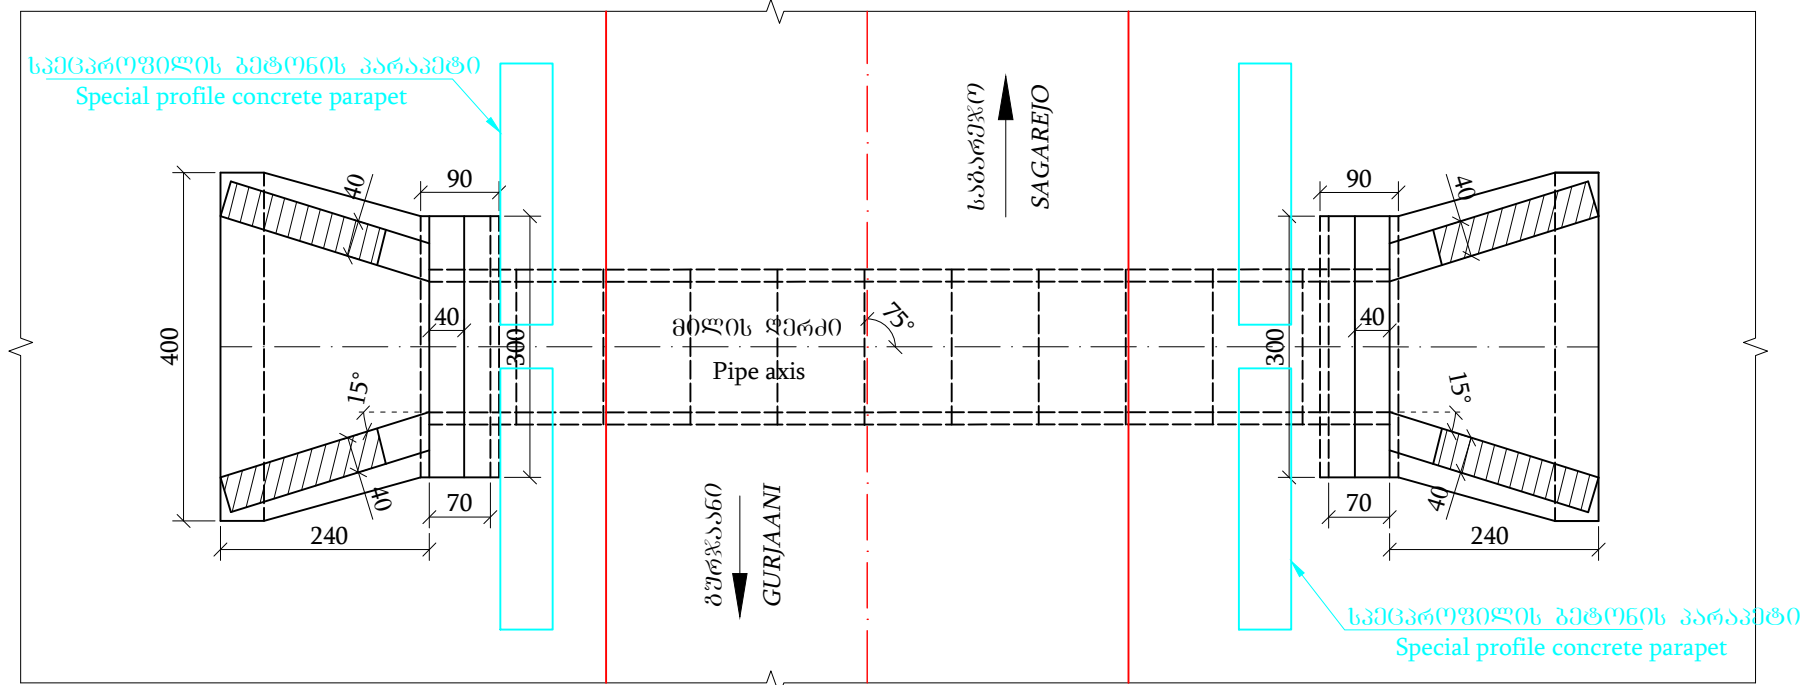 სპეცპროფილის ბეტონის პარაპეტი
Special profile concrete parapet
საგარეჯო
SAGAREJO
90
40
90
40
400
40
300
მილის ღერძი
Pipe axis
75°
300
40
15°
15°
40
70
240
გურჯაანი
GURJAANI
40
70
240
სპეცპროფილის ბეტონის პარაპეტი
Special profile concrete parapet